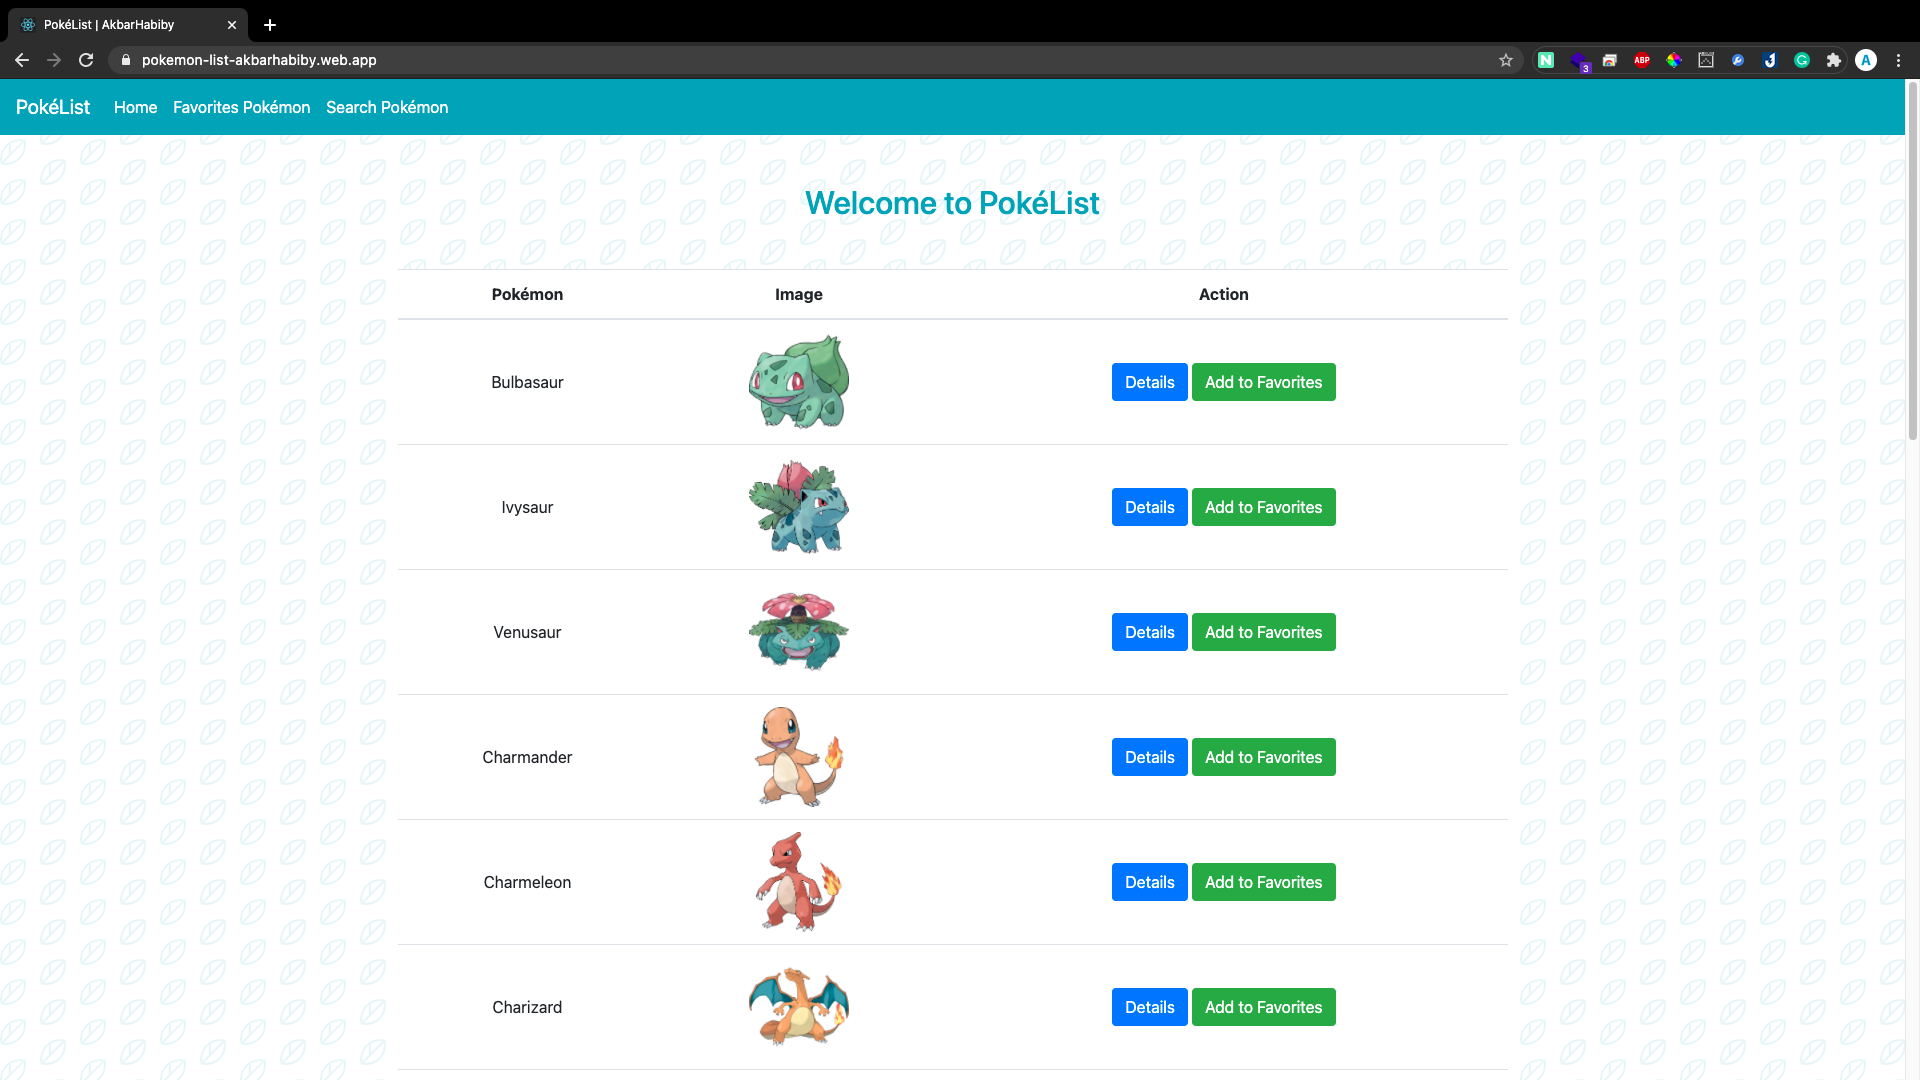 PokéList | AkbarHabiby
pokemon-list-akbarhabiby.web.app
3
ABP
A
PokéList Home Favorites Pokémon Search Pokémon
Welcome to PokéList
Pokémon Image Action
Bulbasaur Details Add to Favorites
Ivysaur Details Add to Favorites
Venusaur Details Add to Favorites
Charmander Details Add to Favorites
Charmeleon Details Add to Favorites
Charizard Details Add to Favorites